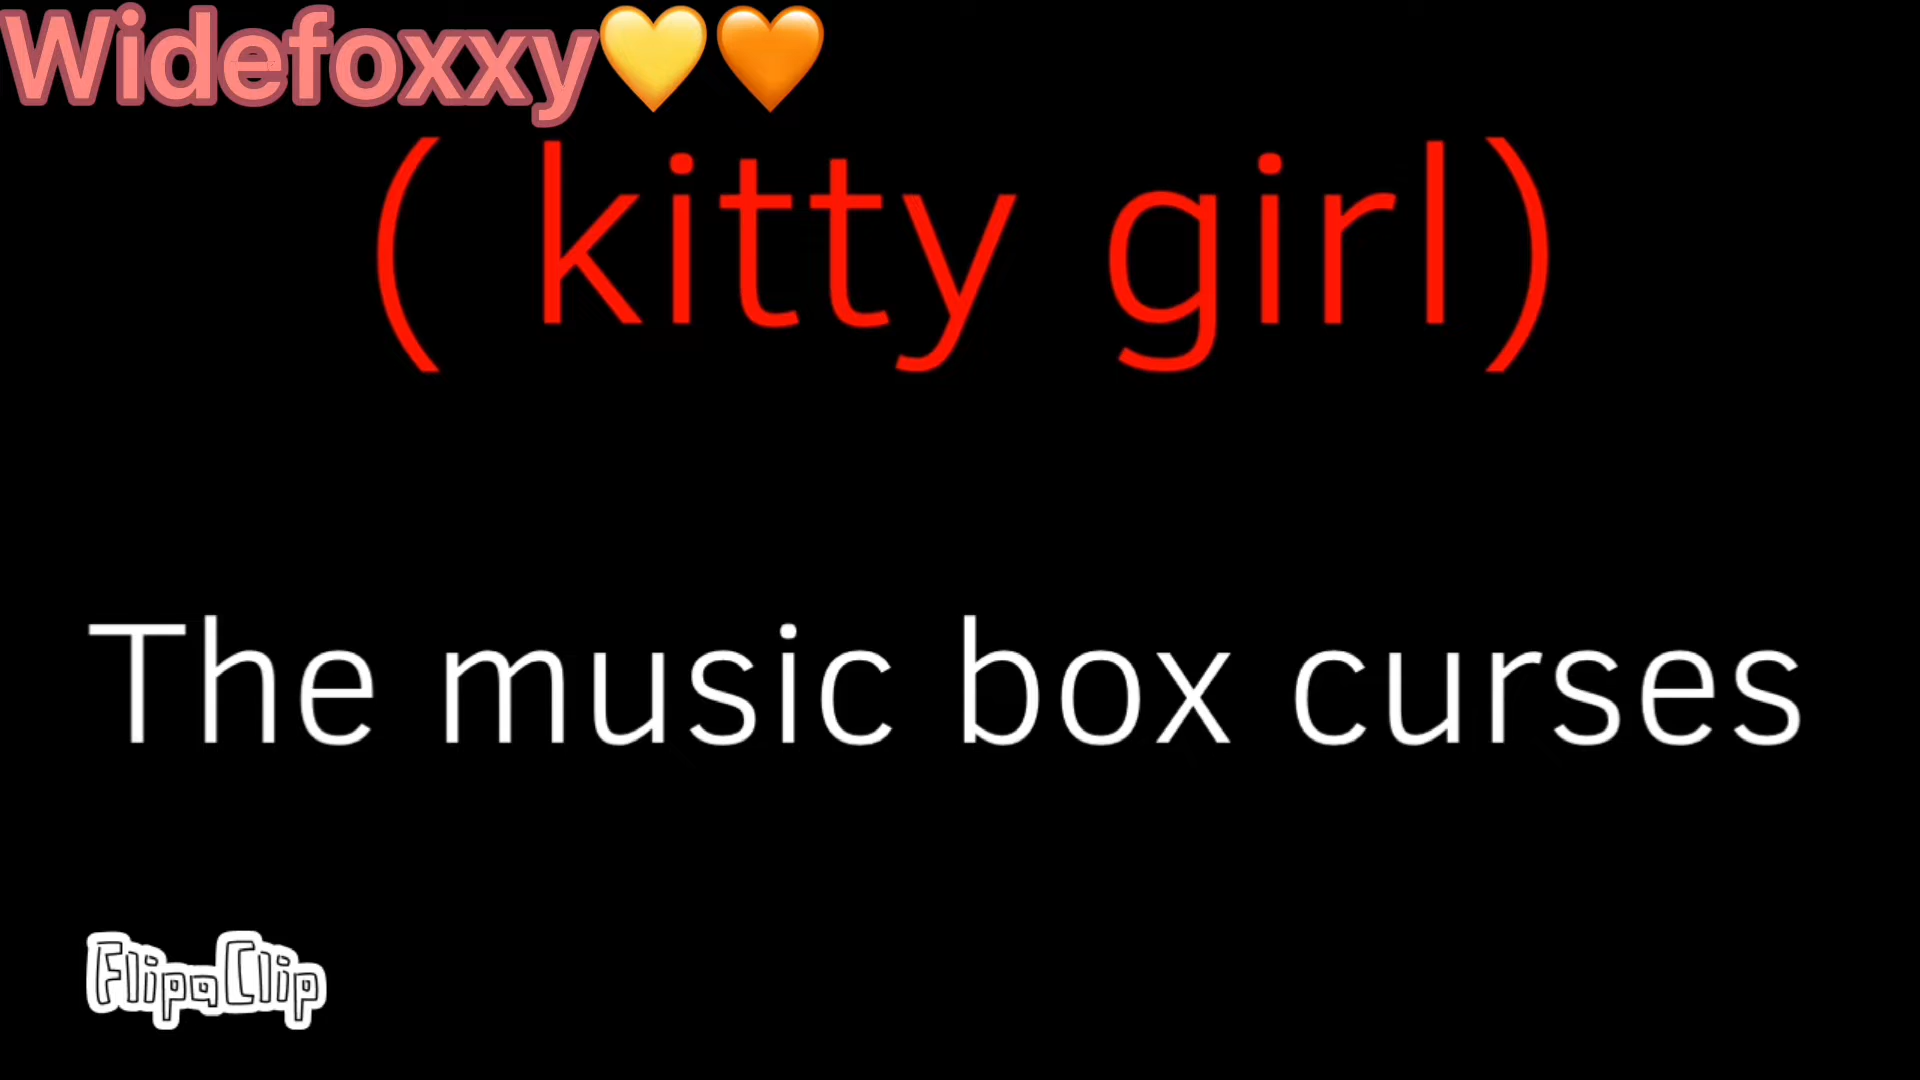 Widefoxxy💛🧡
( kitty girl)
The music box curses
FlipaClip